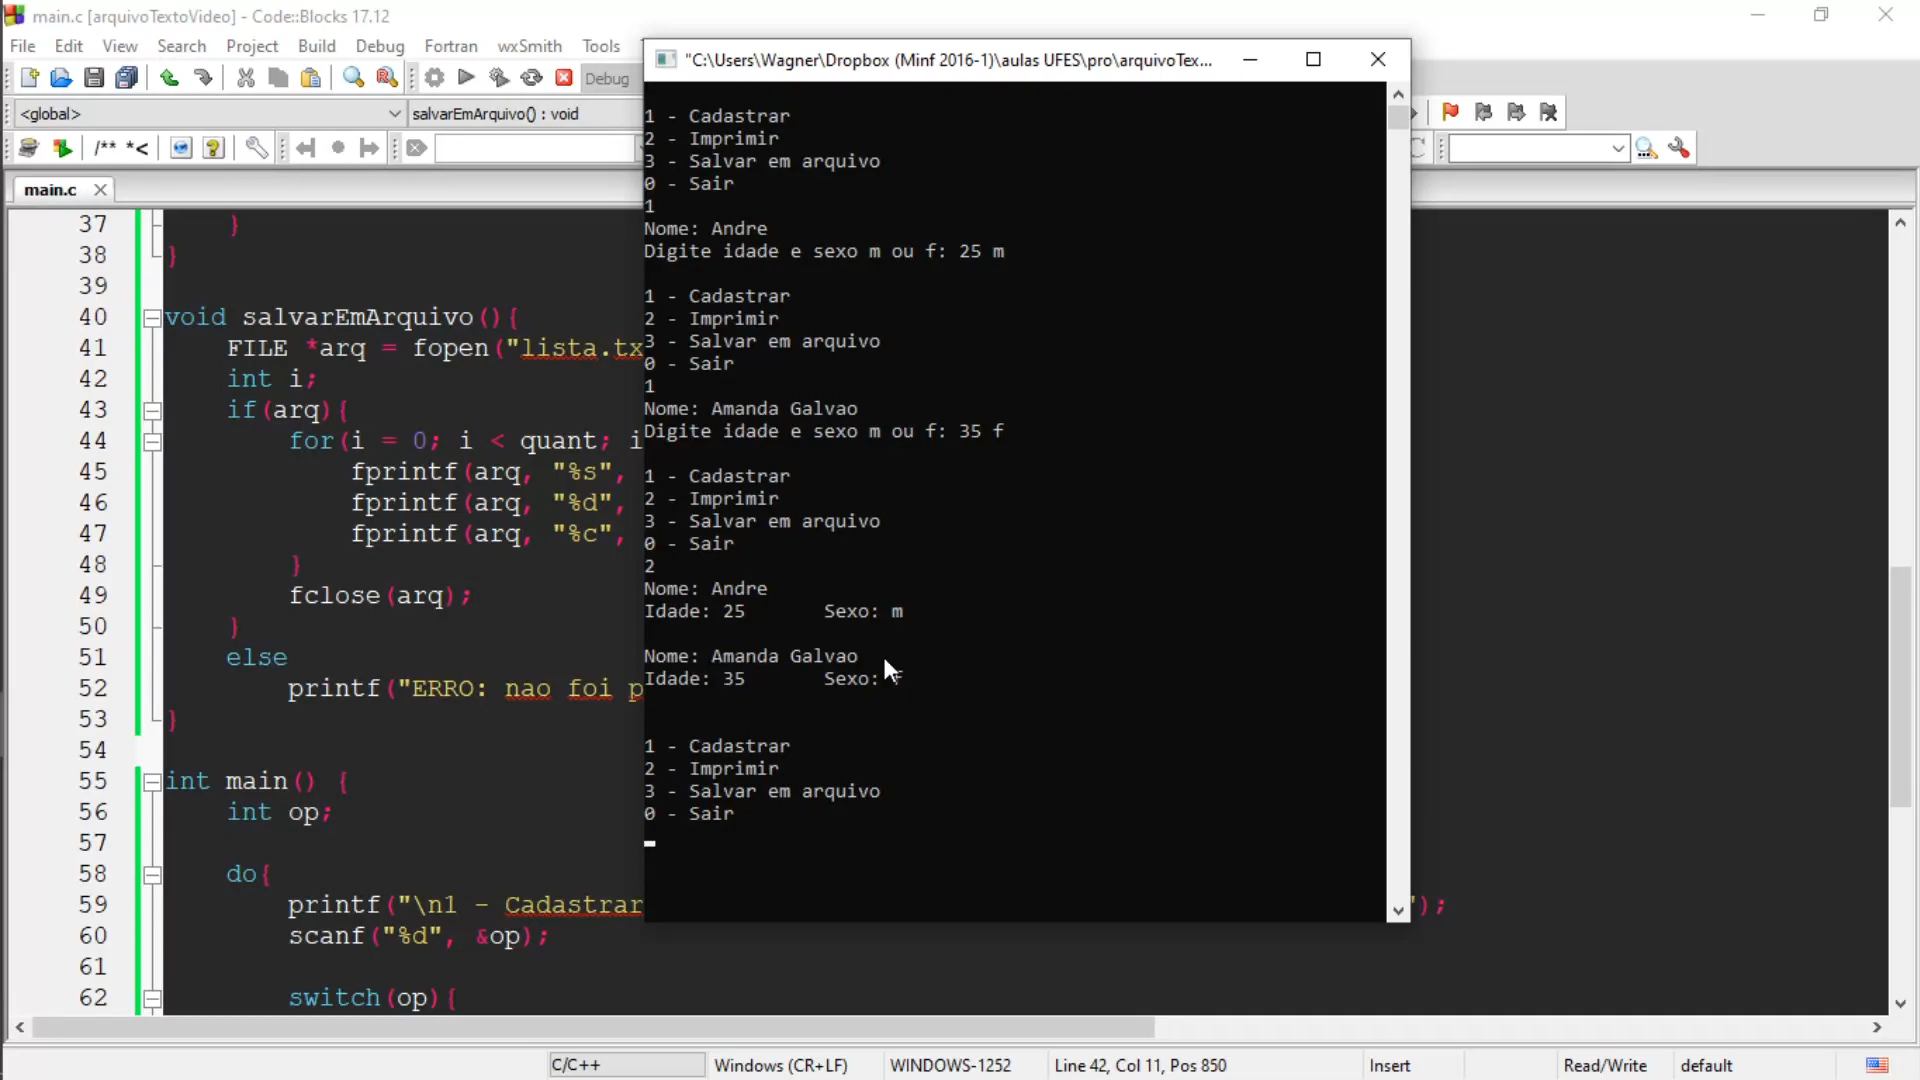 main.c [arquivoTextoVideo] - Code::Blocks 17.12
File Edit View Search Project Build Debug Fortran wxSmith Tools
Debug
<global> salvarEmArquivo() : void
/** *<
main.c
37 }
38 }
39
40 void salvarEmArquivo(){
41 FILE *arq = fopen("lista.tx
42 int i;
43 if(arq){
44 for(i = 0; i < quant; i
45 fprintf(arq, "%s",
46 fprintf(arq, "%d",
47 fprintf(arq, "%c",
48 }
49 fclose(arq);
50 }
51 else
52 printf("ERRO: nao foi p
53 }
54
55 int main() {
56 int op;
57
58 do{
59 printf("\n1 - Cadastrar ");
60 scanf("%d", &op);
61
62 switch(op){
"C:\Users\Wagner\Dropbox (Minf 2016-1)\aulas UFES\pro\arquivoTex...
1 - Cadastrar
2 - Imprimir
3 - Salvar em arquivo
0 - Sair
1
Nome: Andre
Digite idade e sexo m ou f: 25 m
1 - Cadastrar
2 - Imprimir
3 - Salvar em arquivo
0 - Sair
1
Nome: Amanda Galvao
Digite idade e sexo m ou f: 35 f
1 - Cadastrar
2 - Imprimir
3 - Salvar em arquivo
0 - Sair
2
Nome: Andre
Idade: 25 Sexo: m
Nome: Amanda Galvao
Idade: 35 Sexo: f
1 - Cadastrar
2 - Imprimir
3 - Salvar em arquivo
0 - Sair
C/C++ Windows (CR+LF) WINDOWS-1252 Line 42, Col 11, Pos 850 Insert Read/Write default